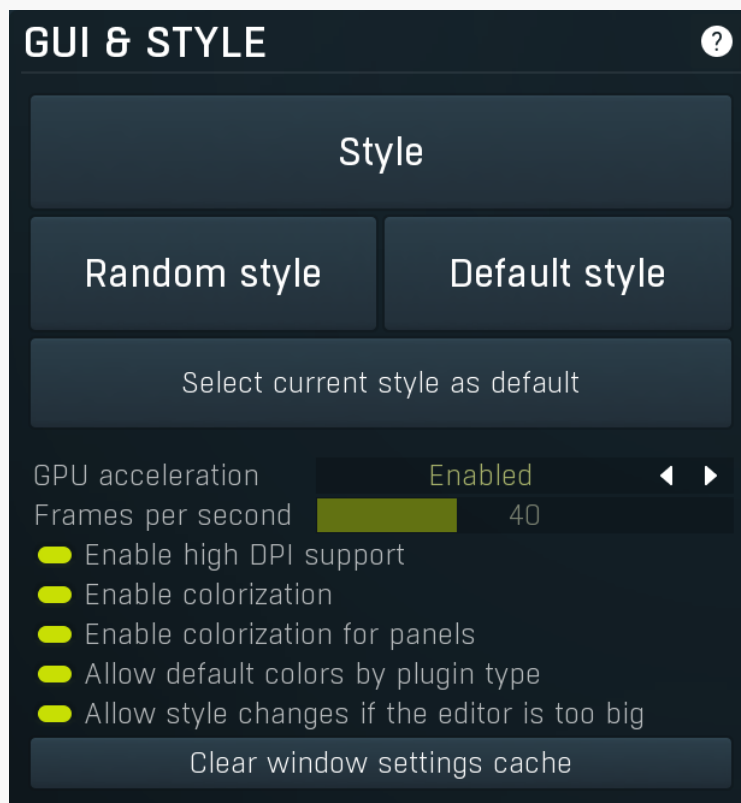 GUI & STYLE ?
Style
Random style Default style
Select current style as default
GPU acceleration Enabled
Frames per second 40
Enable high DPI support
Enable colorization
Enable colorization for panels
Allow default colors by plugin type
Allow style changes if the editor is too big
Clear window settings cache